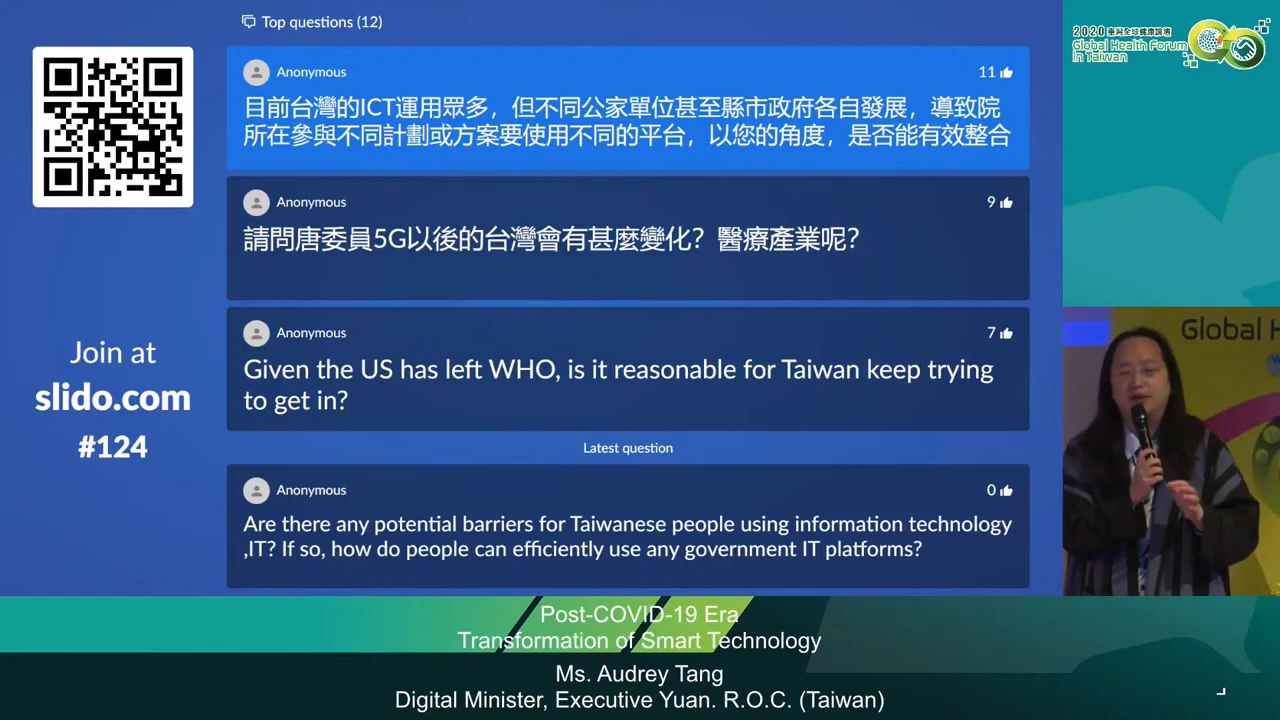 Top questions (12)
Anonymous
11
目前台灣的ICT運用眾多，但不同公家單位甚至縣市政府各自發展，導致院
所在參與不同計劃或方案要使用不同的平台，以您的角度，是否能有效整合
Anonymous
9
請問唐委員5G以後的台灣會有甚麼變化？醫療產業呢？
Anonymous
7
Given the US has left WHO, is it reasonable for Taiwan keep trying
to get in?
Latest question
Anonymous
0
Are there any potential barriers for Taiwanese people using information technology
,IT? If so, how do people can efficiently use any government IT platforms?
Join at
slido.com
#124
2020 臺灣全球健康論壇
Global Health Forum
in Taiwan
Global H
Post-COVID-19 Era
Transformation of Smart Technology
Ms. Audrey Tang
Digital Minister, Executive Yuan. R.O.C. (Taiwan)